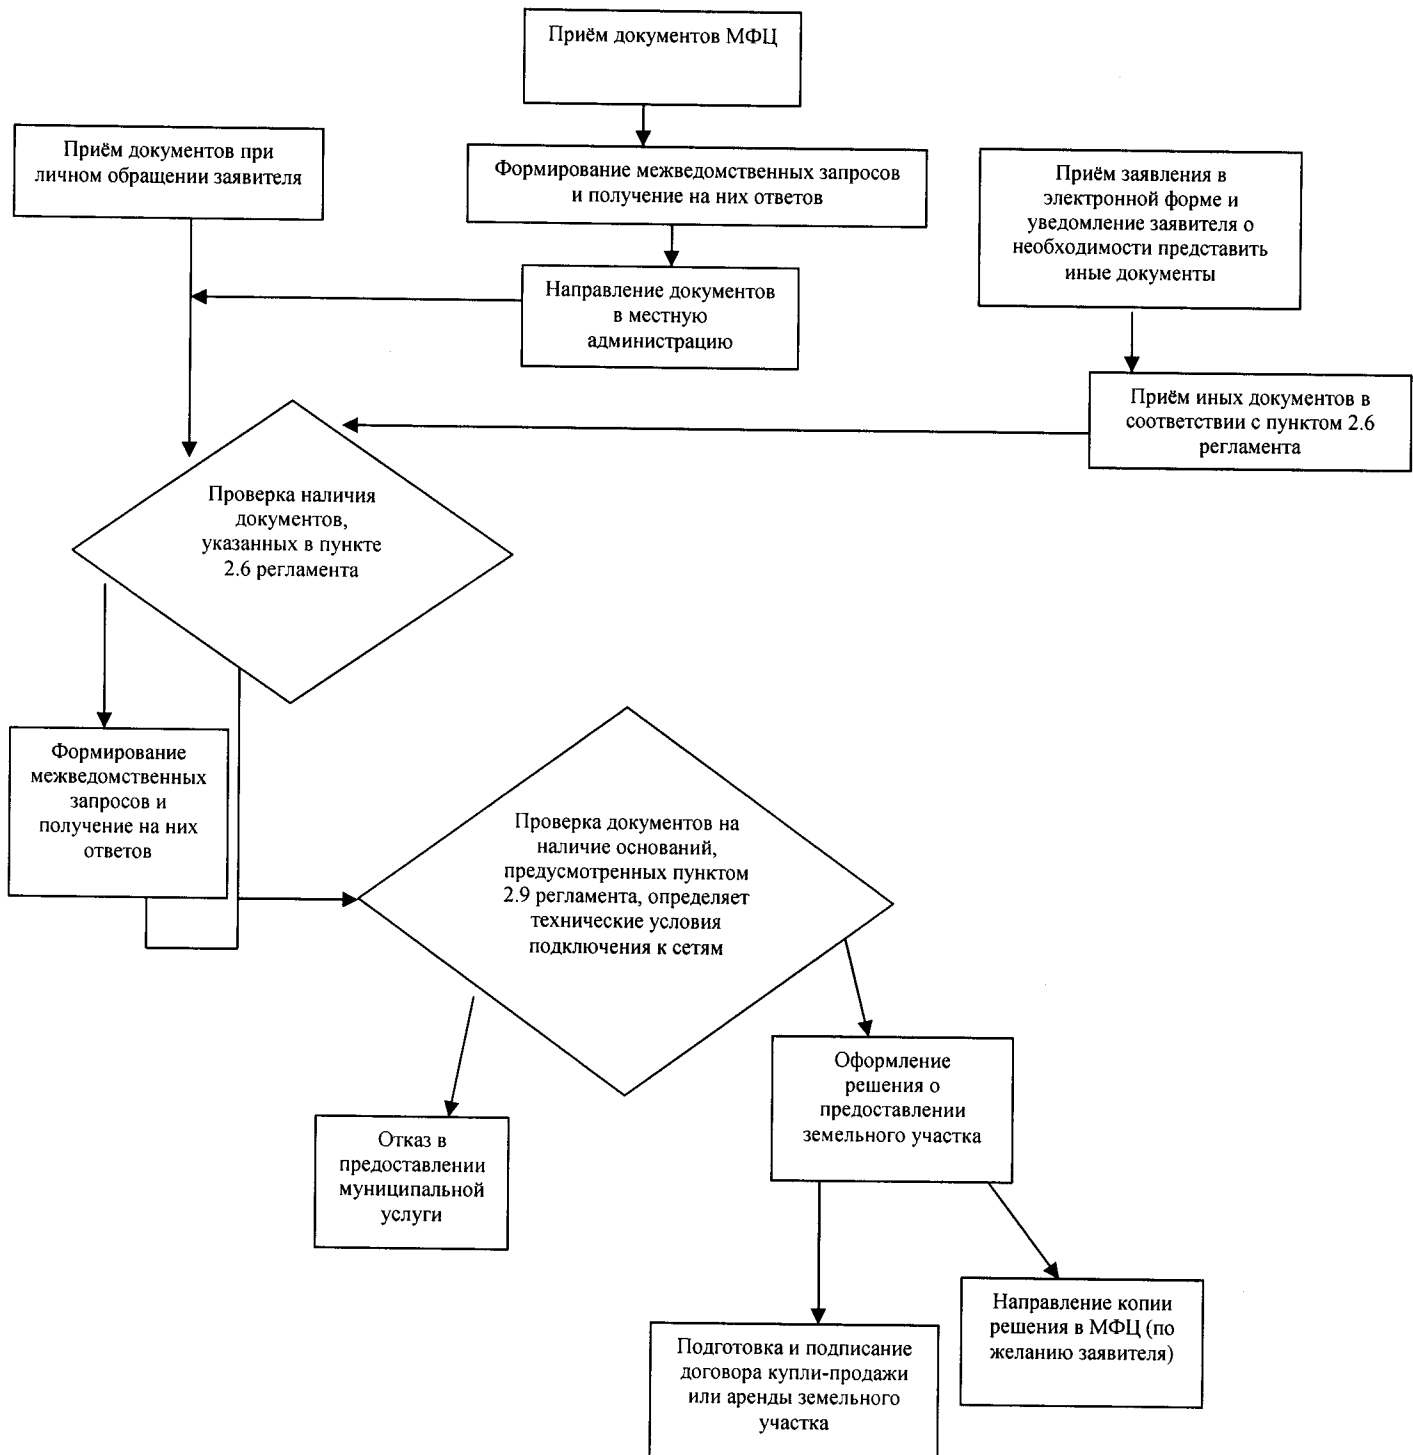 Приём документов МФЦ
Приём документов при
личном обращении заявителя
Формирование межведомственных запросов
и получение на них ответов
Приём заявления в
электронной форме и
уведомление заявителя о
необходимости представить
иные документы
Направление документов
в местную
администрацию
Приём иных документов в
соответствии с пунктом 2.6
регламента
Проверка наличия
документов,
указанных в пункте
2.6 регламента
Формирование
межведомственных
запросов и
получение на них
ответов
Проверка документов на
наличие оснований,
предусмотренных пунктом
2.9 регламента, определяет
технические условия
подключения к сетям
Оформление
решения о
предоставлении
земельного участка
Отказ в
предоставлении
муниципальной
услуги
Направление копии
решения в МФЦ (по
желанию заявителя)
Подготовка и подписание
договора купли-продажи
или аренды земельного
участка